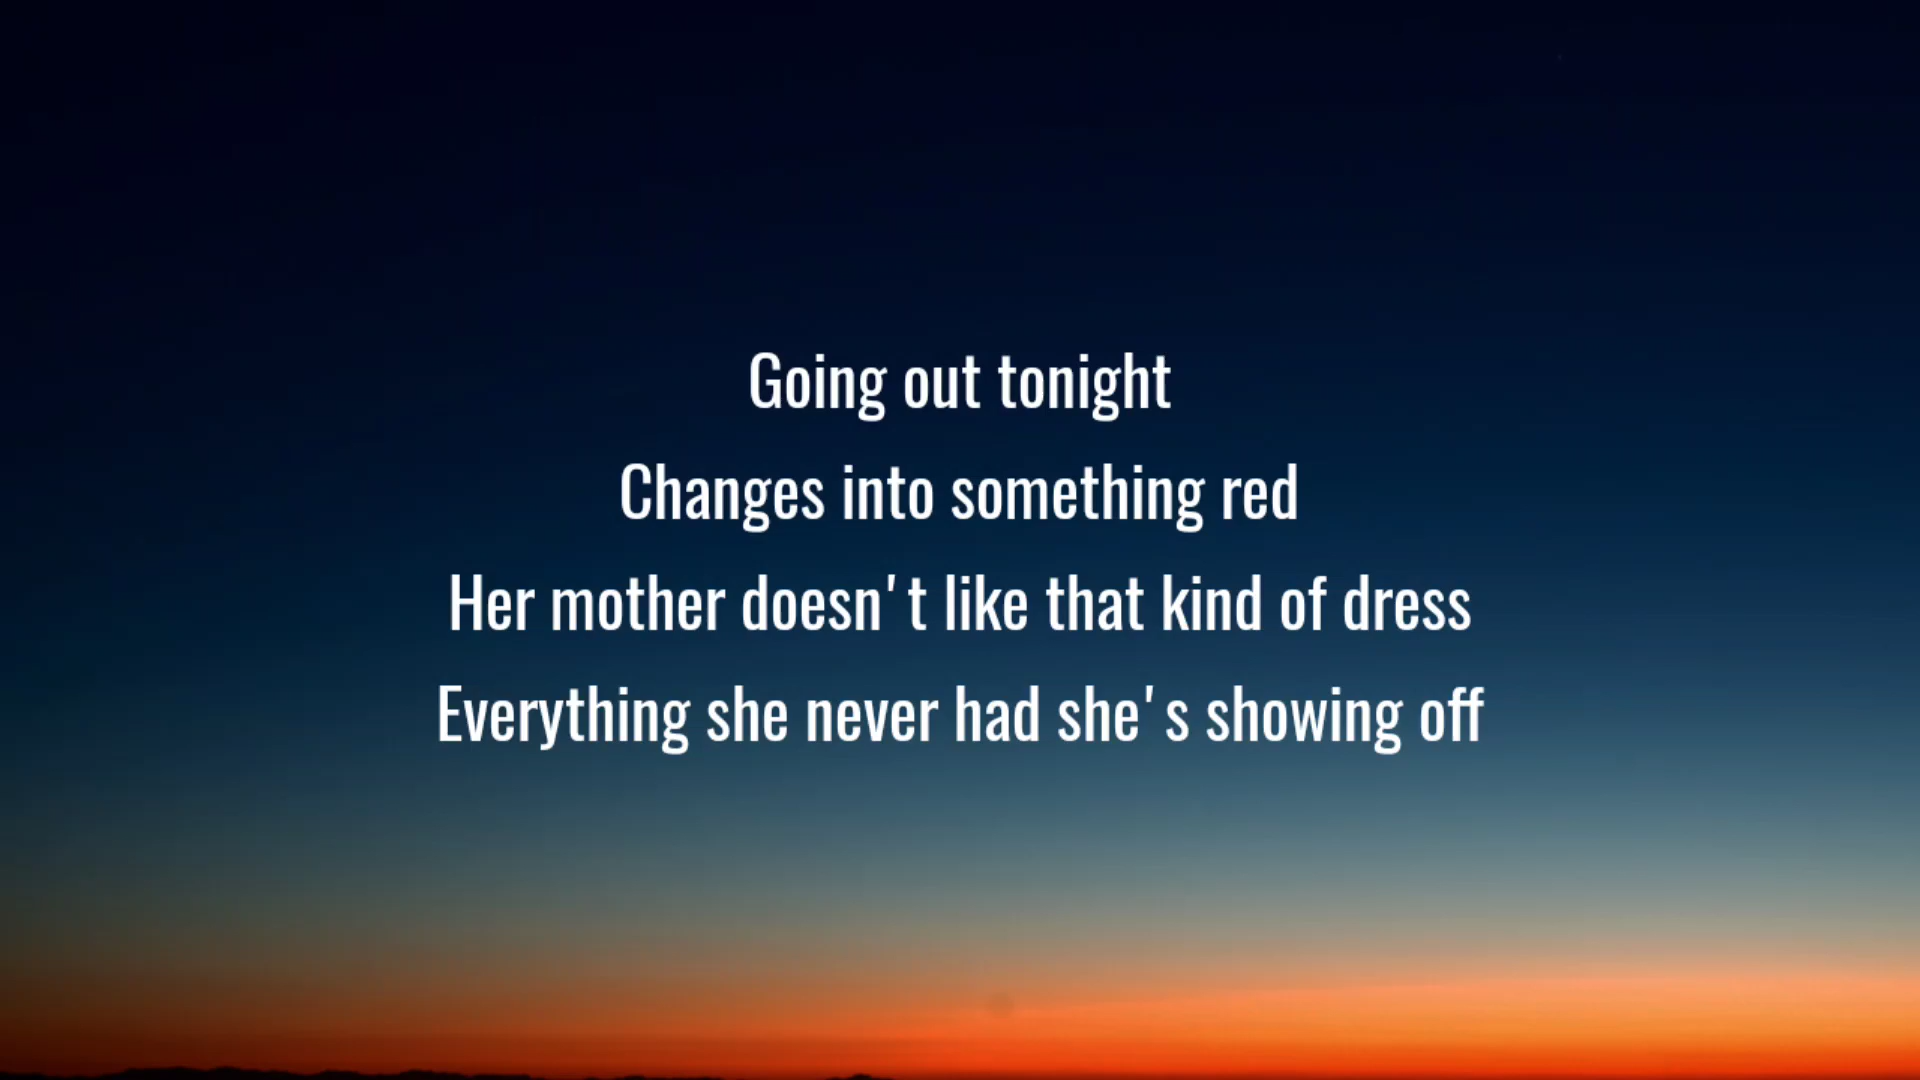 Going out tonight
Changes into something red
Her mother doesn't like that kind of dress
Everything she never had she's showing off